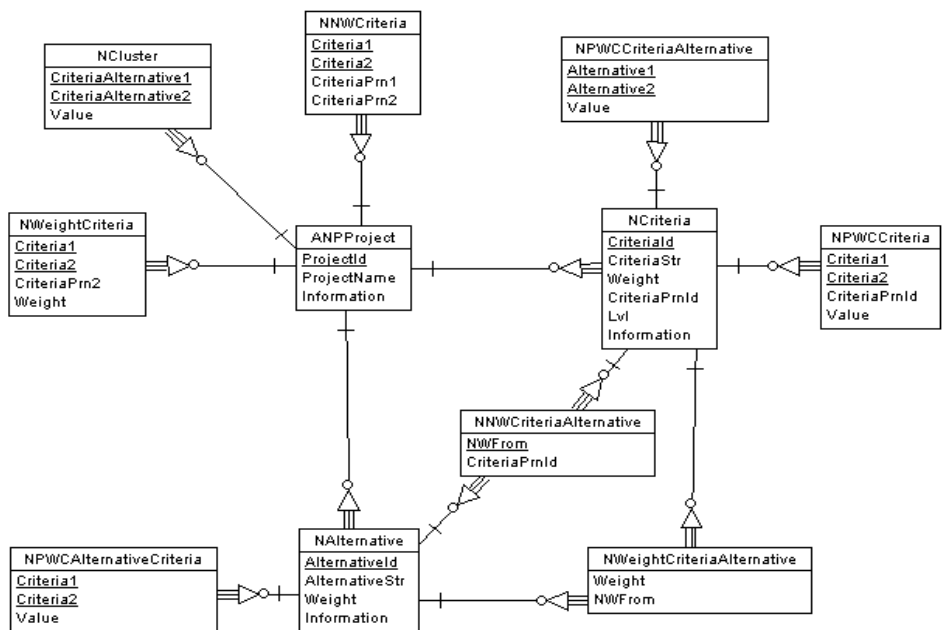 NNWCriteria
Criteria1
Criteria2
CriteriaPrn1
CriteriaPrn2
NCluster
CriteriaAlternative1
CriteriaAlternative2
Value
NPWCCriteriaAlternative
Alternative1
Alternative2
Value
NWeightCriteria
Criteria1
Criteria2
CriteriaPrn2
Weight
ANPProject
ProjectId
ProjectName
Information
NCriteria
CriteriaId
CriteriaStr
Weight
CriteriaPrnId
Lvl
Information
NPWCCriteria
Criteria1
Criteria2
CriteriaPrnId
Value
NNWCriteriaAlternative
NWFrom
CriteriaPrnId
NPWCAlternativeCriteria
Criteria1
Criteria2
Value
NAlternative
AlternativeId
AlternativeStr
Weight
Information
NWeightCriteriaAlternative
Weight
NWFrom